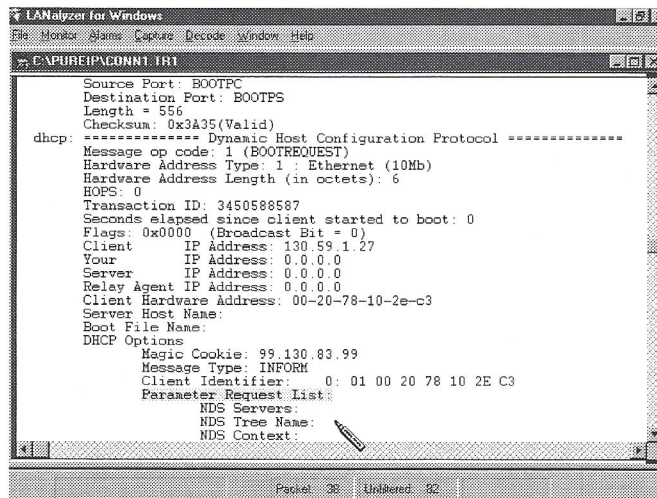 LANalyzer for Windows
File Monitor Alarms Capture Decode Window Help
C:\PUREIP\CONN1.TR1
Source Port: BOOTPC
Destination Port: BOOTPS
Length = 556
Checksum: 0x3A35(Valid)
dhcp: ============= Dynamic Host Configuration Protocol ==============
Message op code: 1 (BOOTREQUEST)
Hardware Address Type: 1 : Ethernet (10Mb)
Hardware Address Length (in octets): 6
HOPS: 0
Transaction ID: 3450588587
Seconds elapsed since client started to boot: 0
Flags: 0x0000 (Broadcast Bit = 0)
Client IP Address: 130.59.1.27
Your IP Address: 0.0.0.0
Server IP Address: 0.0.0.0
Relay Agent IP Address: 0.0.0.0
Client Hardware Address: 00-20-78-10-2e-c3
Server Host Name:
Boot File Name:
DHCP Options
Magic Cookie: 99.130.83.99
Message Type: INFORM
Client Identifier: 0: 01 00 20 78 10 2E C3
Parameter Request List:
NDS Servers:
NDS Tree Name:
NDS Context:
Packet: 38 Unfiltered: 82